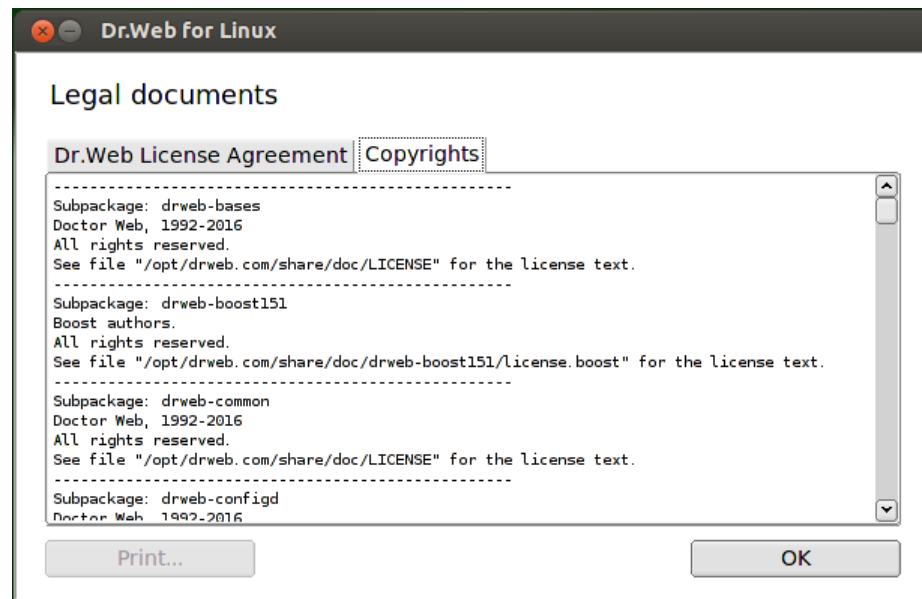 Dr.Web for Linux
Legal documents
Dr.Web License Agreement
Copyrights
---------------------------------------------------
Subpackage: drweb-bases
Doctor Web, 1992-2016
All rights reserved.
See file "/opt/drweb.com/share/doc/LICENSE" for the license text.
---------------------------------------------------
Subpackage: drweb-boost151
Boost authors.
All rights reserved.
See file "/opt/drweb.com/share/doc/drweb-boost151/license.boost" for the license text.
---------------------------------------------------
Subpackage: drweb-common
Doctor Web, 1992-2016
All rights reserved.
See file "/opt/drweb.com/share/doc/LICENSE" for the license text.
---------------------------------------------------
Subpackage: drweb-configd
Doctor Web, 1992-2016
Print...
OK